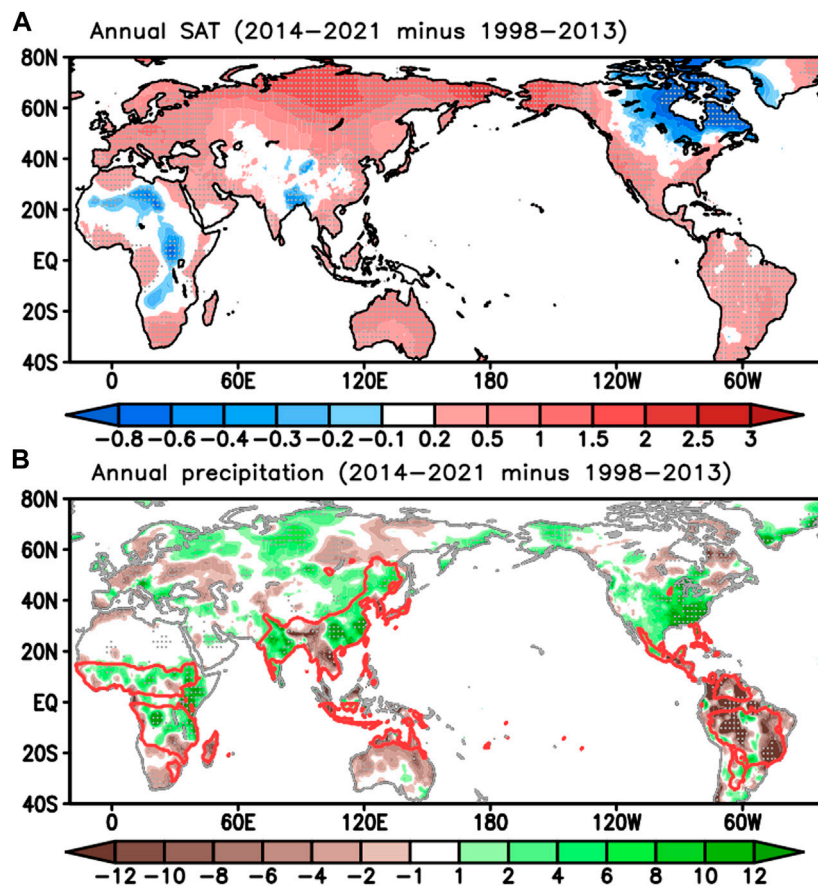 A
Annual SAT (2014−2021 minus 1998−2013)
80N
60N
40N
20N
EQ
20S
40S
0 60E 120E 180 120W 60W
−0.8 −0.6 −0.4 −0.3 −0.2 −0.1 0.2 0.5 1 1.5 2 2.5 3
B
Annual precipitation (2014−2021 minus 1998−2013)
80N
60N
40N
20N
EQ
20S
40S
0 60E 120E 180 120W 60W
−12 −10 −8 −6 −4 −2 −1 1 2 4 6 8 10 12